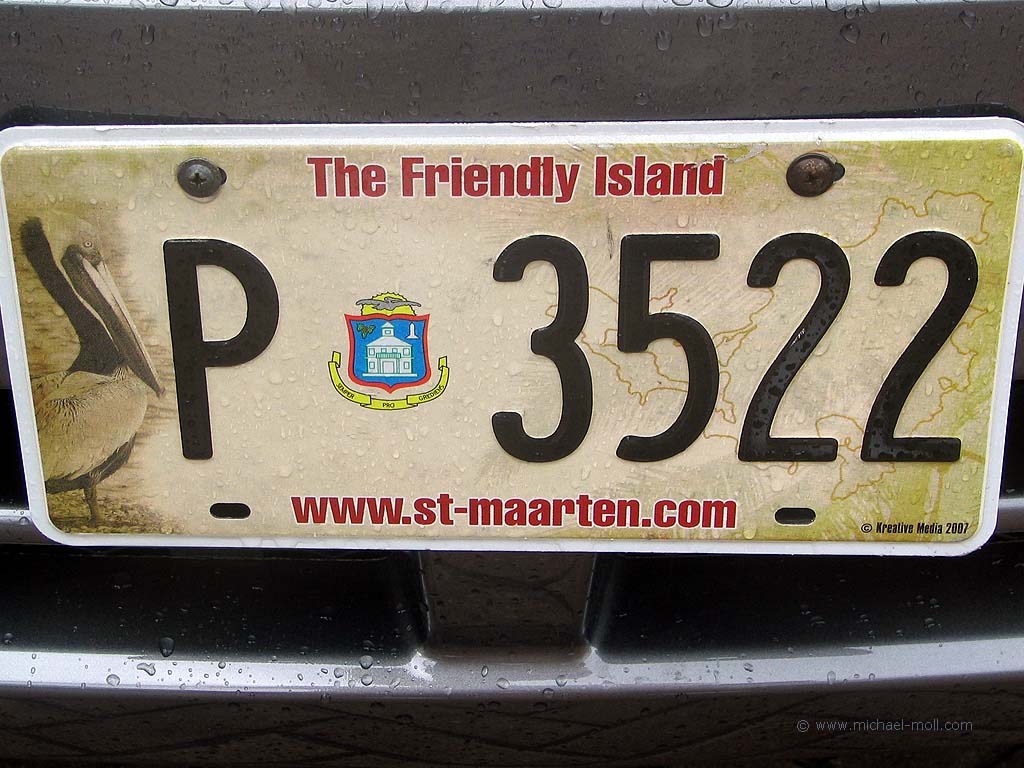 The Friendly Island
P 3522
SEMPER PRO GREDIENS
www.st-maarten.com
© Kreative Media 2007
© www.michael-moll.com